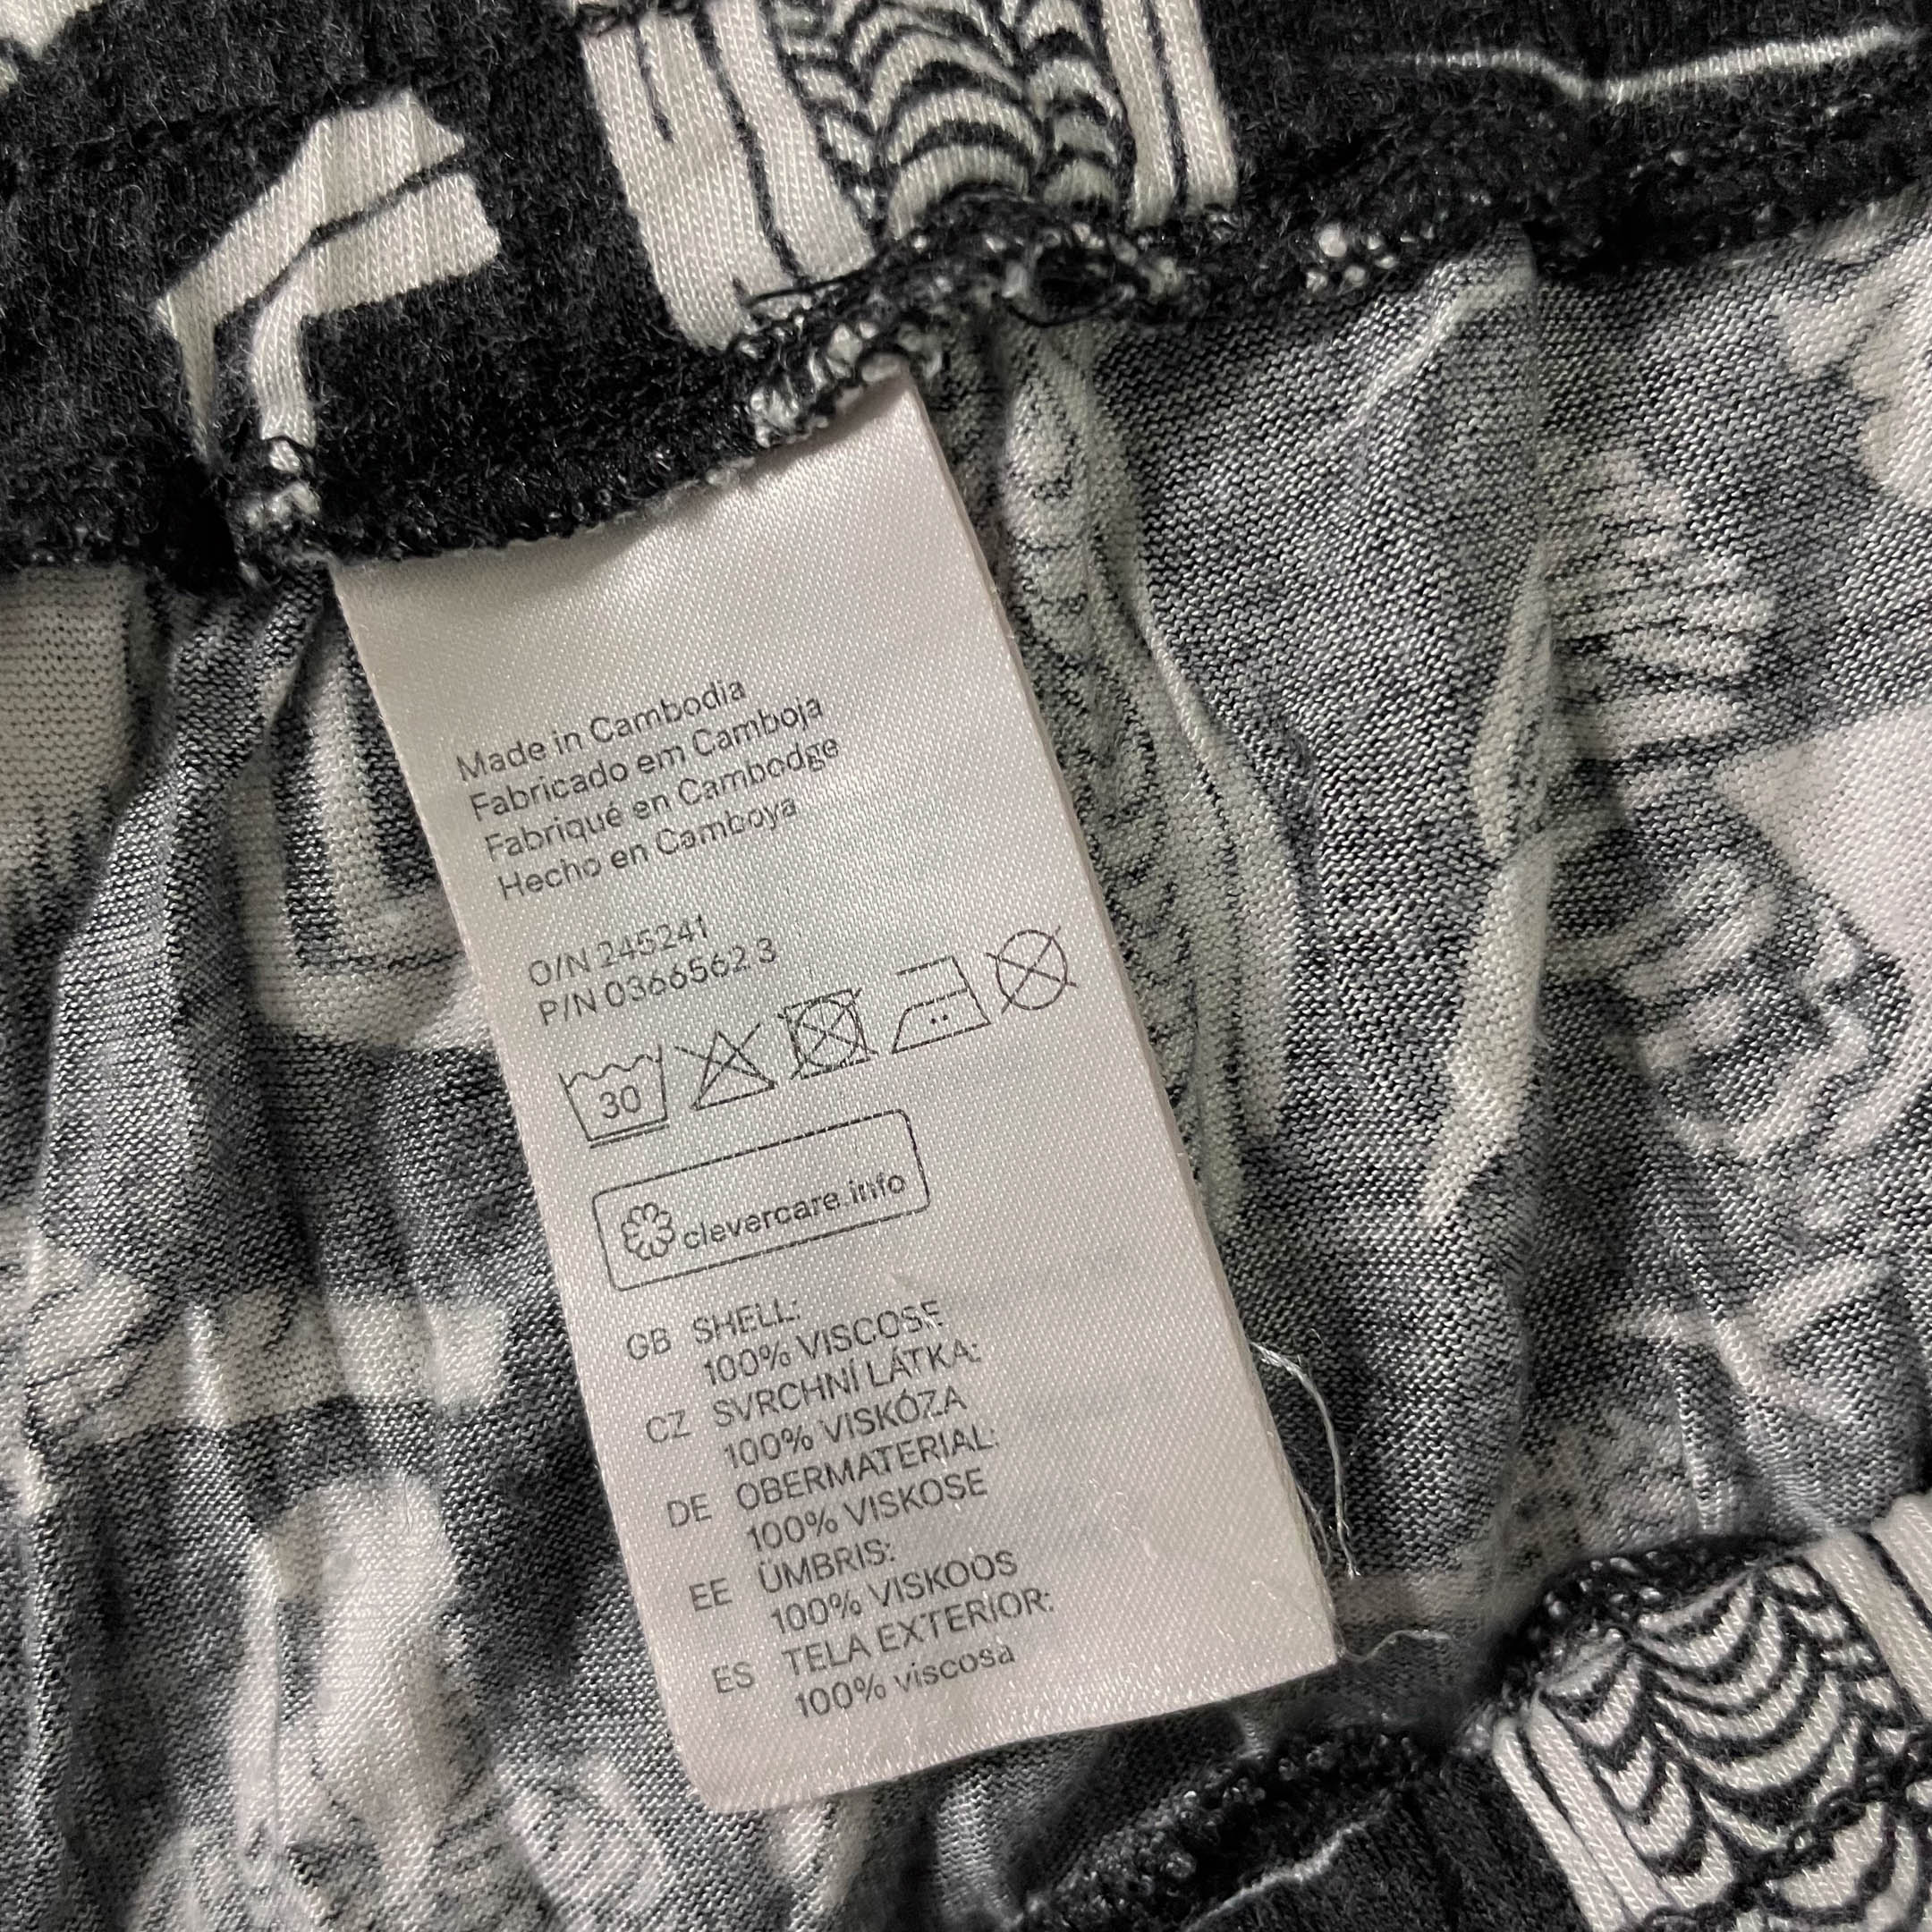 Made in Cambodia
Fabricado em Camboja
Fabriqué en Cambodge
Hecho en Camboya
O/N 245241
P/N 0366562 3
30
clevercare.info
GB SHELL:
100% VISCOSE
CZ SVRCHNÍ LÁTKA:
100% VISKÓZA
DE OBERMATERIAL:
100% VISKOSE
EE ÜMBRIS:
100% VISKOOS
ES TELA EXTERIOR:
100% viscosa